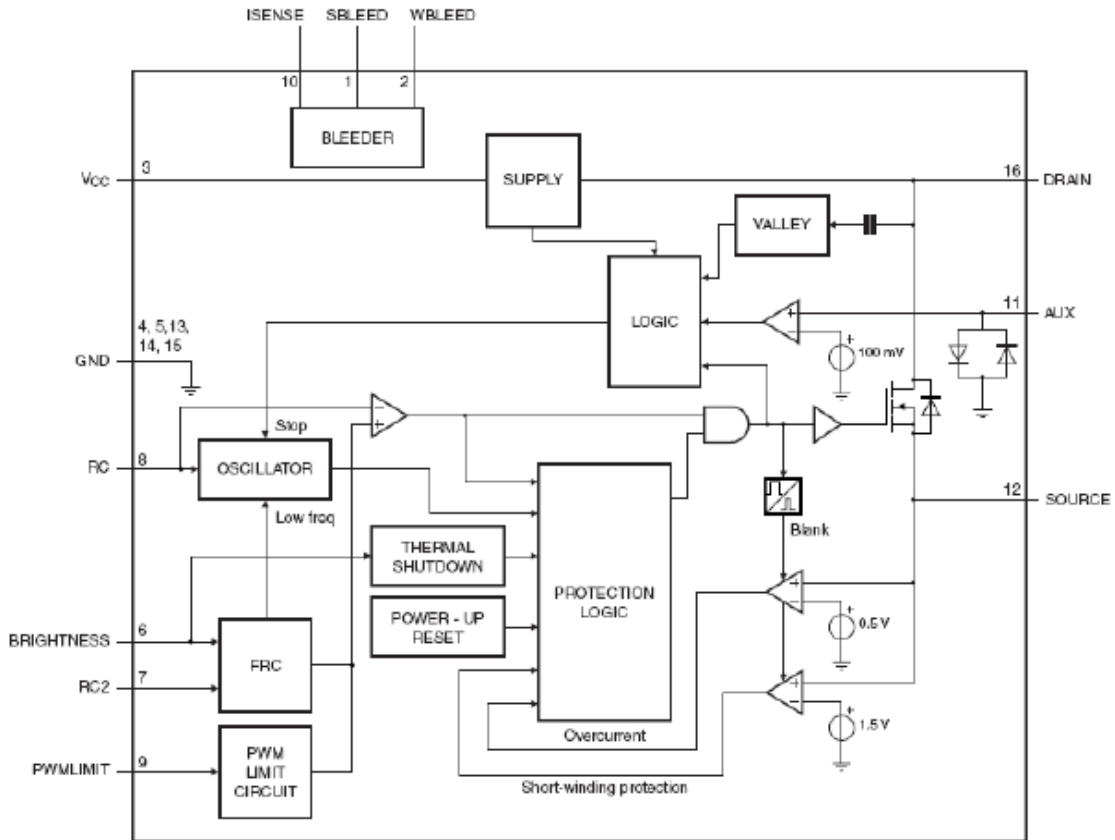 ISENSE SBLEED WBLEED
10 1 2
BLEEDER
VCC 3
SUPPLY
16 DRAIN
VALLEY
LOGIC
11 AUX
100 mV
4, 5,13,
14, 15
GND
Stop
RC 8
OSCILLATOR
Low freq
12 SOURCE
Blank
THERMAL
SHUTDOWN
PROTECTION
LOGIC
POWER - UP
RESET
0.5 V
BRIGHTNESS 6
FRC
RC2 7
1.5 V
Overcurrent
PWMLIMIT 9
PWM
LIMIT
CIRCUIT
Short-winding protection